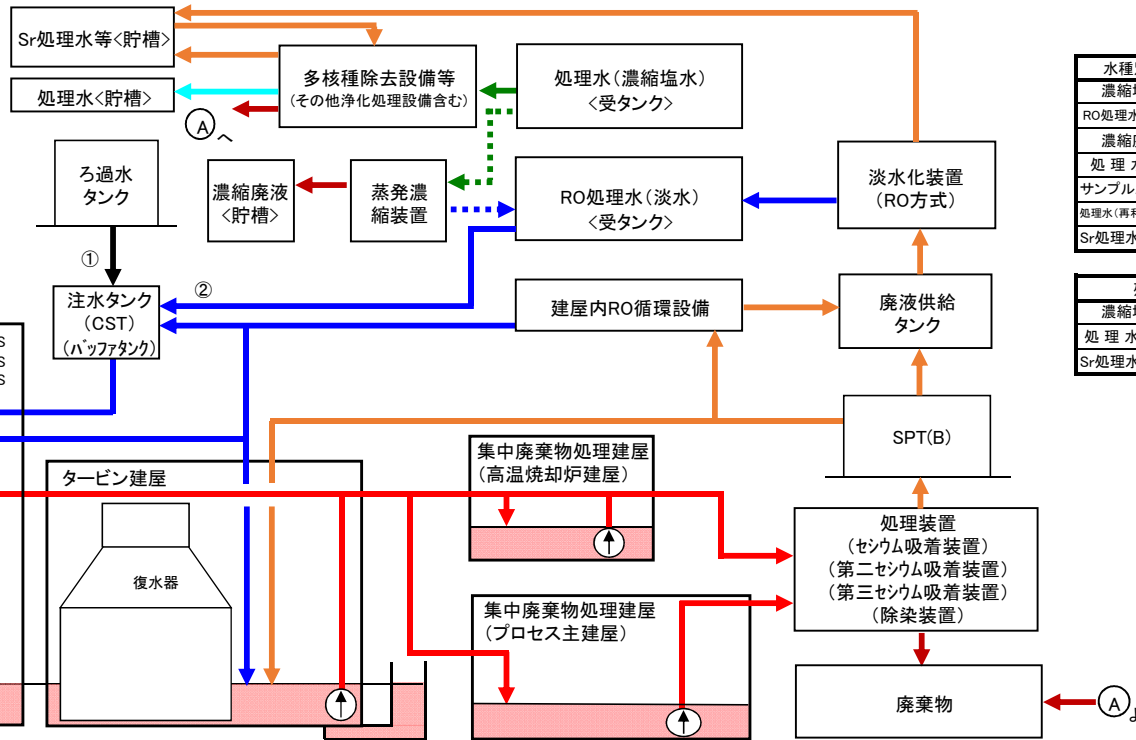 Sr処理水等<貯槽>
処理水<貯槽>
多核種除去設備等
(その他浄化処理設備含む)
処理水(濃縮塩水)
<受タンク>
A
へ
ろ過水
タンク
濃縮廃液
<貯槽>
蒸発濃
縮装置
RO処理水(淡水)
<受タンク>
淡水化装置
(RO方式)
①
②
注水タンク
(CST)
(バッファタンク)
建屋内RO循環設備
廃液供給
タンク
SPT(B)
S
S
S
タービン建屋
復水器
集中廃棄物処理建屋
(高温焼却炉建屋)
集中廃棄物処理建屋
(プロセス主建屋)
処理装置
(セシウム吸着装置)
(第二セシウム吸着装置)
(第三セシウム吸着装置)
(除染装置)
廃棄物
A
水種
濃縮
RO処理水
濃縮
処 理 水
サンプル
処理水(再
Sr処理水
濃縮
処 理 水
Sr処理水